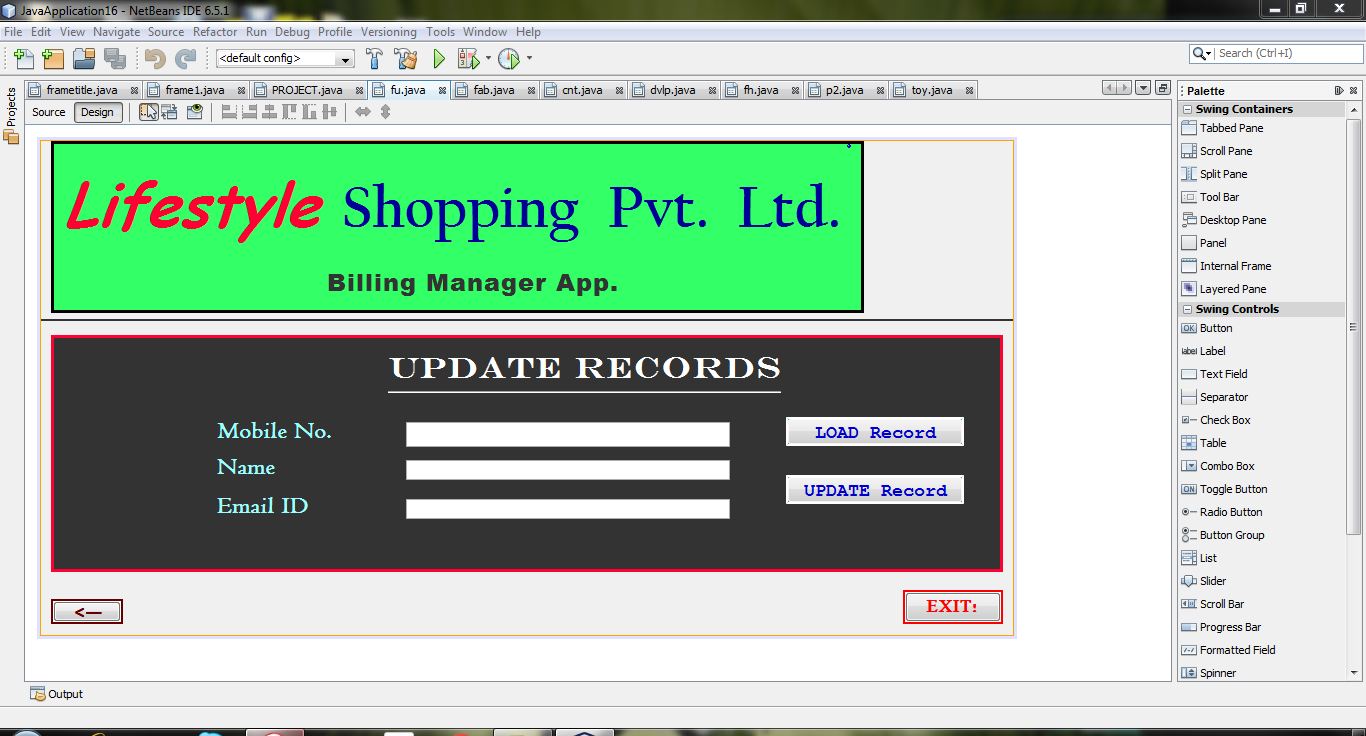 JavaApplication16 - NetBeans IDE 6.5.1
File Edit View Navigate Source Refactor Run Debug Profile Versioning Tools Window Help
<default config>
Search (Ctrl+I)
Projects
frametitle.java frame1.java PROJECT.java fu.java fab.java cnt.java dvlp.java fh.java p2.java toy.java
Source Design
Lifestyle Shopping Pvt. Ltd.
Billing Manager App.
UPDATE RECORDS
Mobile No.
LOAD Record
Name
UPDATE Record
Email ID
<—
EXIT:
Palette
Swing Containers
Tabbed Pane
Scroll Pane
Split Pane
Tool Bar
Desktop Pane
Panel
Internal Frame
Layered Pane
Swing Controls
OK Button
label Label
Text Field
Separator
Check Box
Table
Combo Box
ON Toggle Button
Radio Button
Button Group
List
Slider
Scroll Bar
Progress Bar
Formatted Field
Spinner
Output